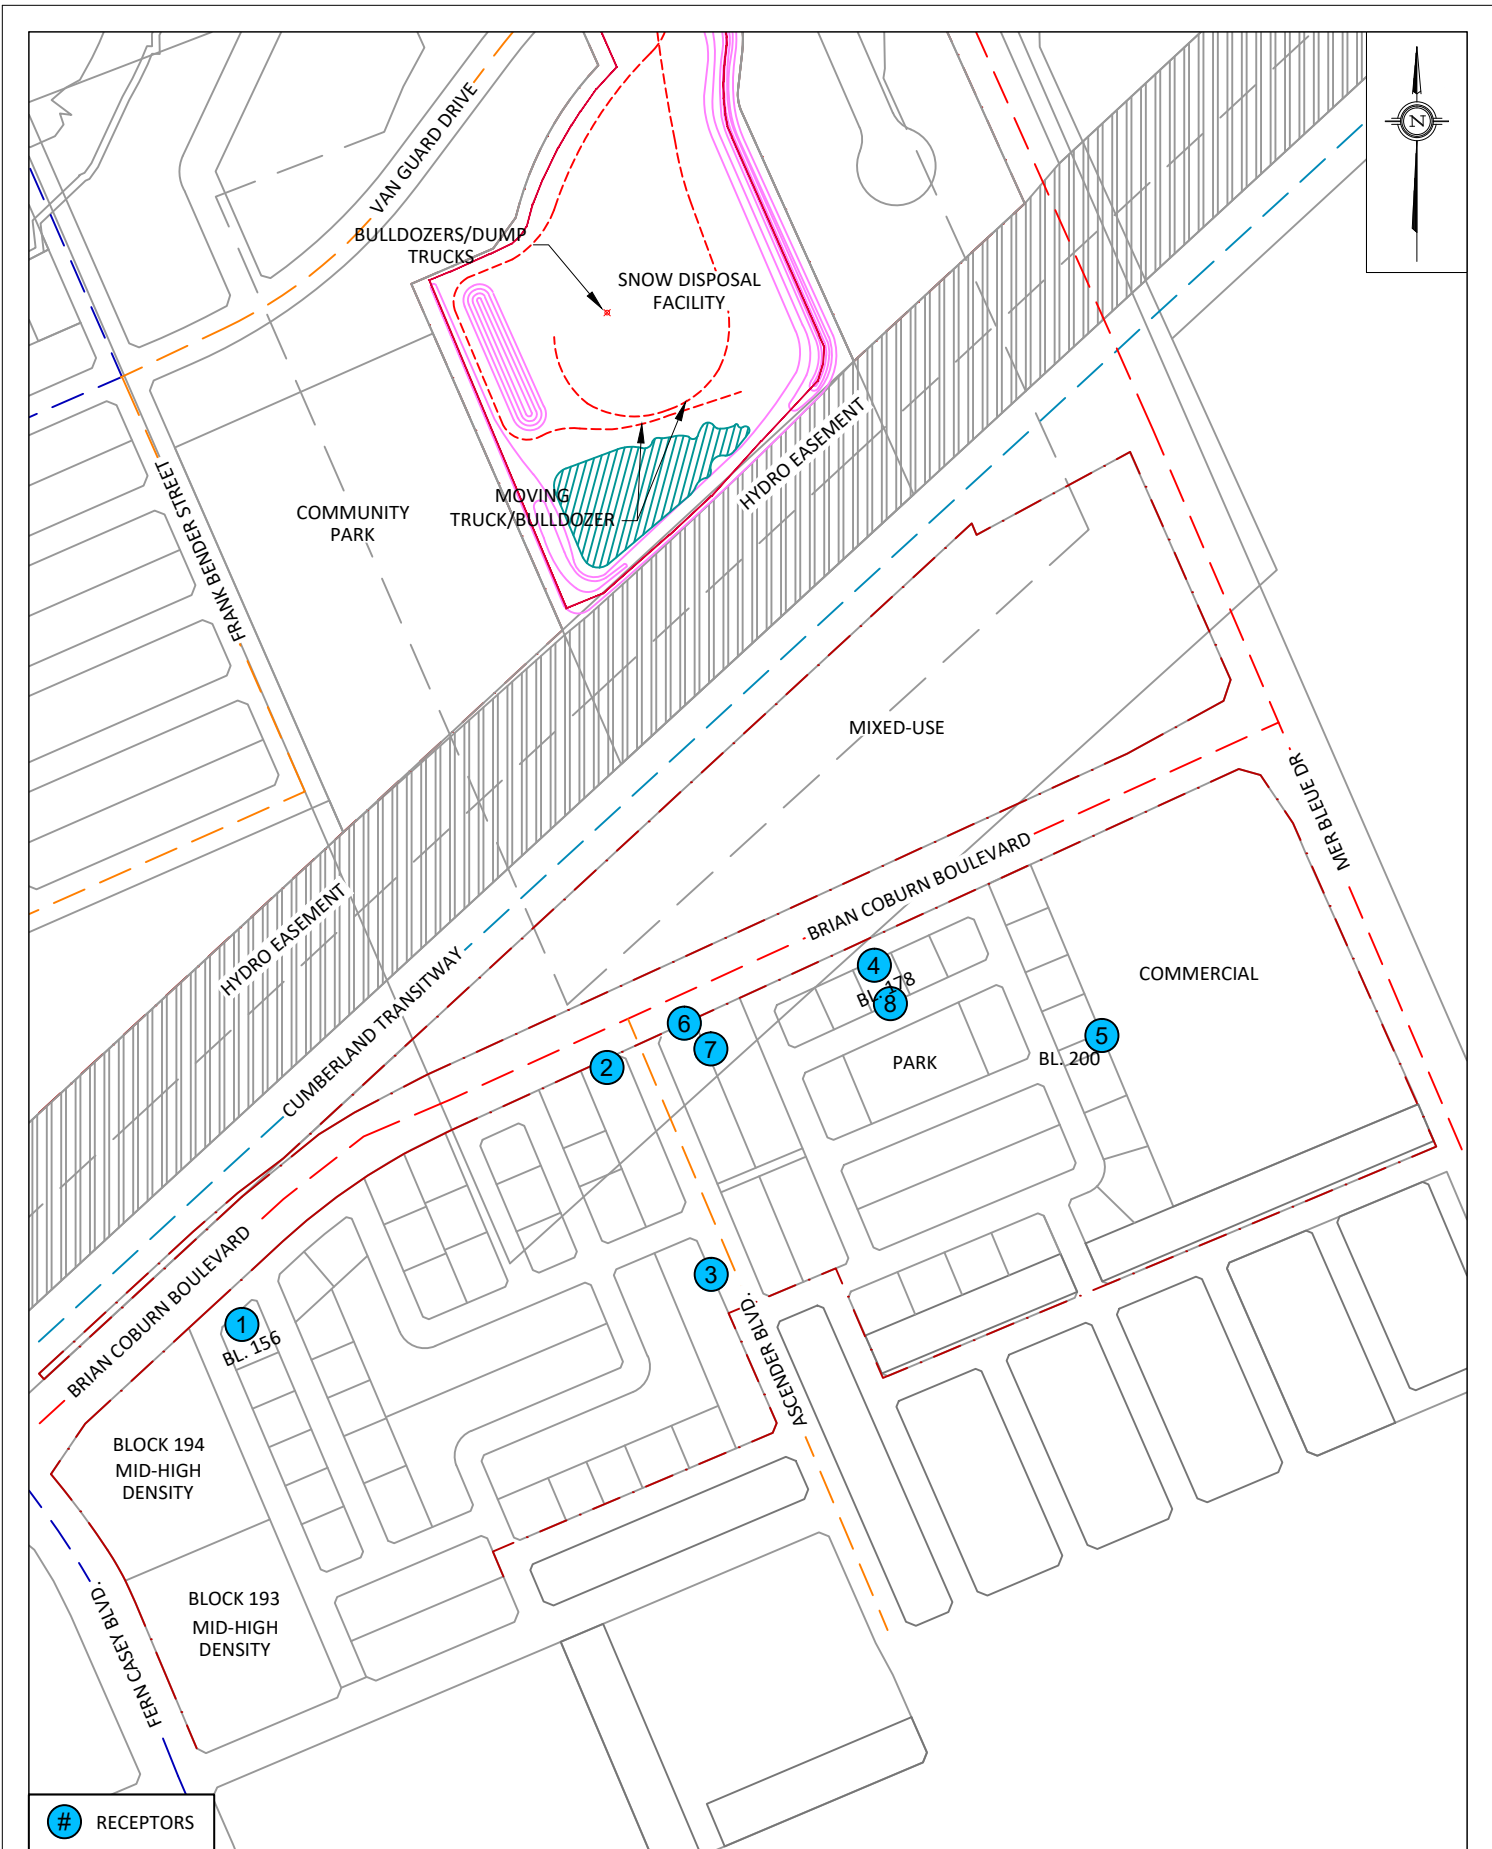 N
VAN GUARD DRIVE
BULLDOZERS/DUMP
TRUCKS
SNOW DISPOSAL
FACILITY
HYDRO EASEMENT
FRANK BENDER STREET
COMMUNITY
PARK
MOVING
TRUCK/BULLDOZER
MIXED-USE
MER BLEUE DR.
BRIAN COBURN BOULEVARD
HYDRO EASEMENT
CUMBERLAND TRANSITWAY
COMMERCIAL
4
BL. 178
8
6
7
2
5
PARK
BL. 200
3
1
BL. 156
BRIAN COBURN BOULEVARD
ASCENDER BLVD.
BLOCK 194
MID-HIGH
DENSITY
BLOCK 193
MID-HIGH
DENSITY
FERN CASEY BLVD.
# RECEPTORS